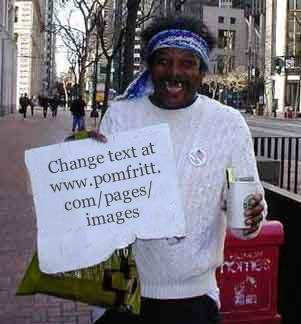 Change text at
www.pomfritt.
com/pages/
images
homes